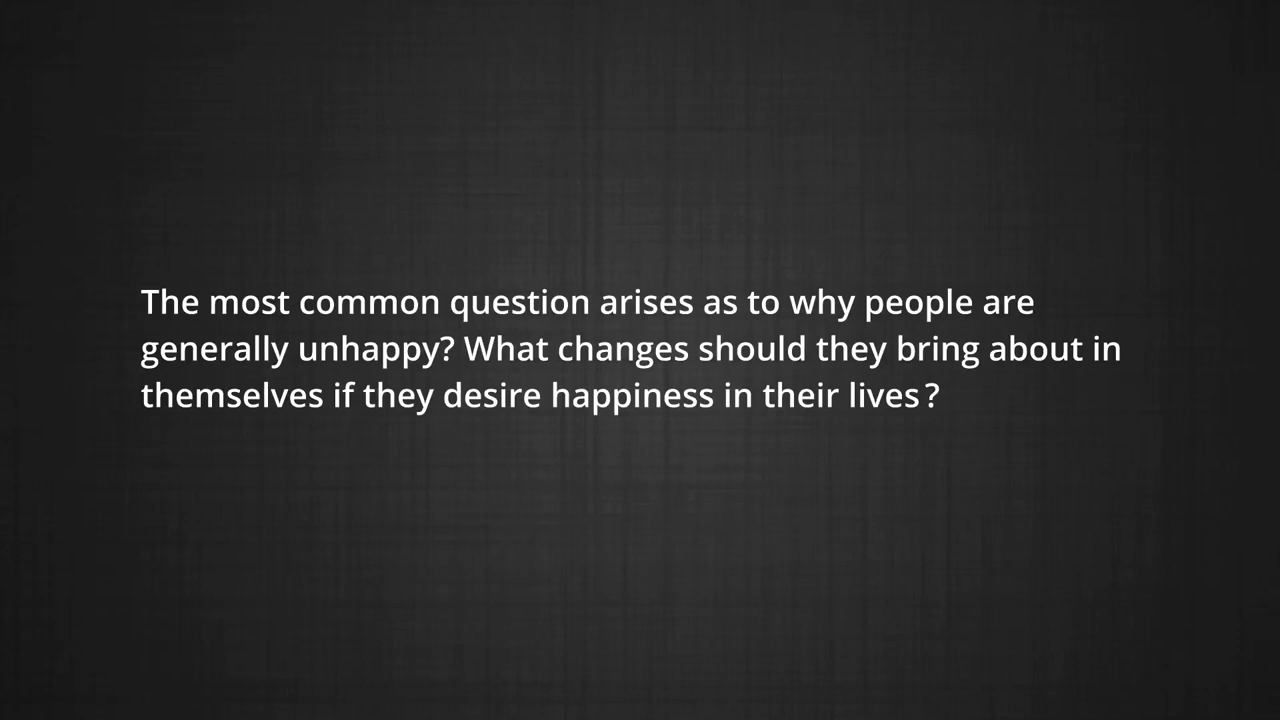 The most common question arises as to why people are
generally unhappy? What changes should they bring about in
themselves if they desire happiness in their lives?